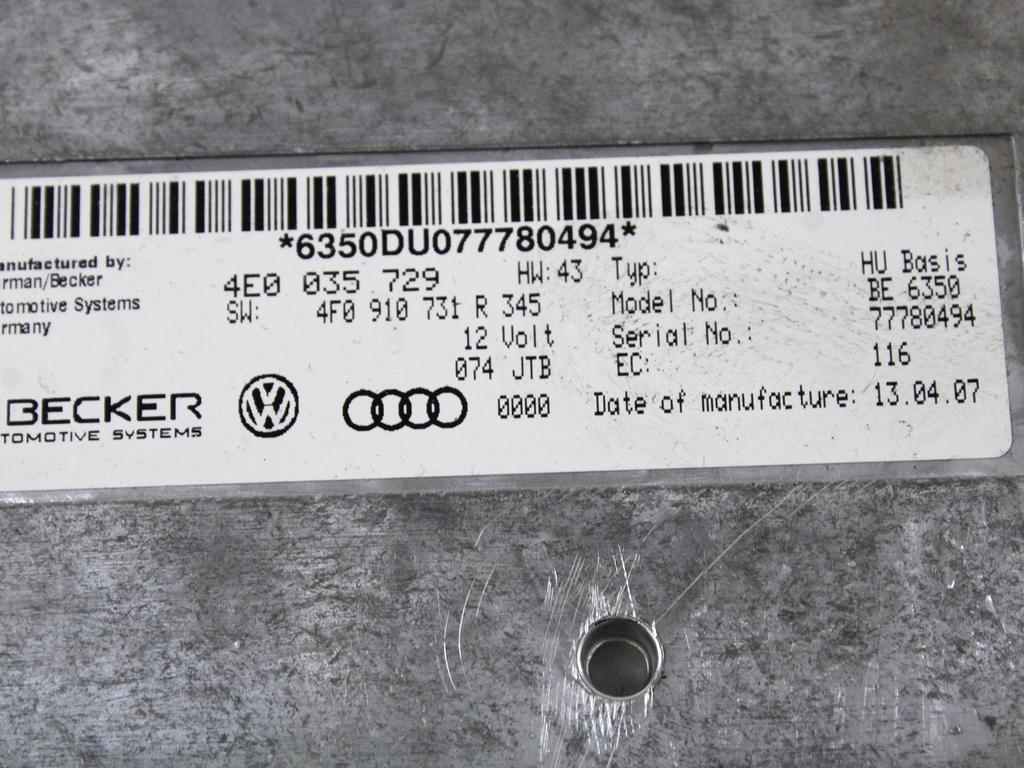 *6350DU077780494*
anufactured by:
rman/Becker
tomotive Systems
rmany
4E0 035 729 HW: 43
SW: 4F0 910 731 R 345
12 Volt
074 JTB
0000
Typ: HU Basis
Model No.: BE 6350
Serial No.: 77780494
EC: 116
Date of manufacture: 13.04.07
BECKER
TOMOTIVE SYSTEMS